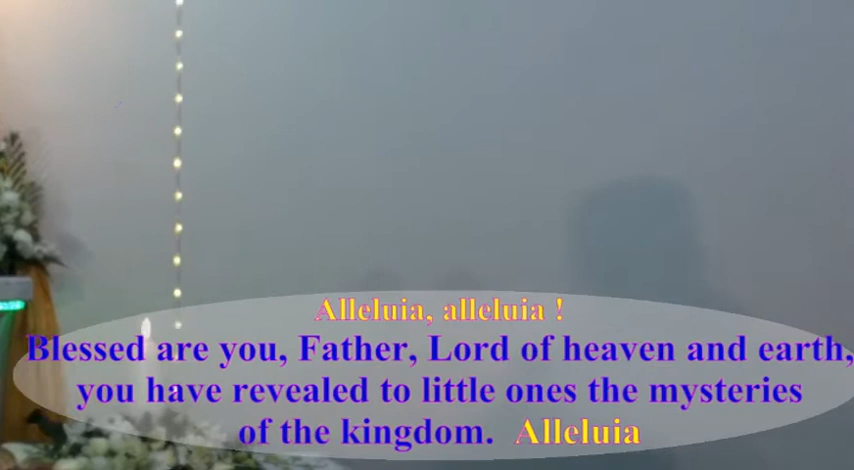 Alleluia, alleluia !
Blessed are you, Father, Lord of heaven and earth,
you have revealed to little ones the mysteries
of the kingdom. Alleluia